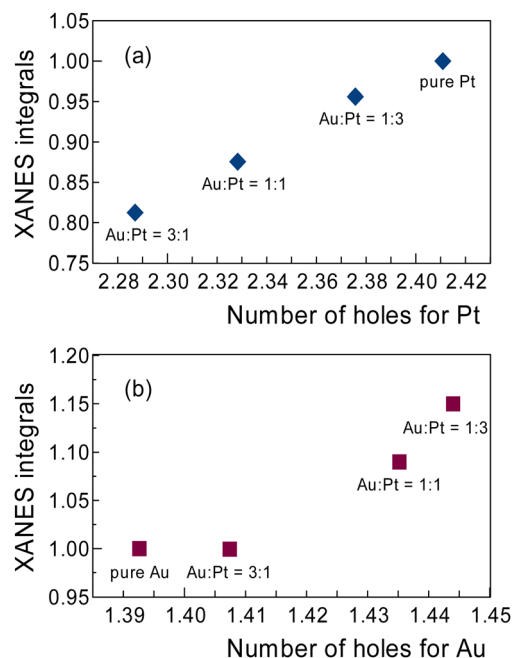 XANES integrals
(a)
1.05
1.00
0.95
0.90
0.85
0.80
0.75
pure Pt
Au:Pt = 1:3
Au:Pt = 1:1
Au:Pt = 3:1
2.28 2.30 2.32 2.34 2.36 2.38 2.40 2.42
Number of holes for Pt
XANES integrals
(b)
1.20
1.15
1.10
1.05
1.00
0.95
Au:Pt = 1:3
Au:Pt = 1:1
pure Au Au:Pt = 3:1
1.39 1.40 1.41 1.42 1.43 1.44 1.45
Number of holes for Au